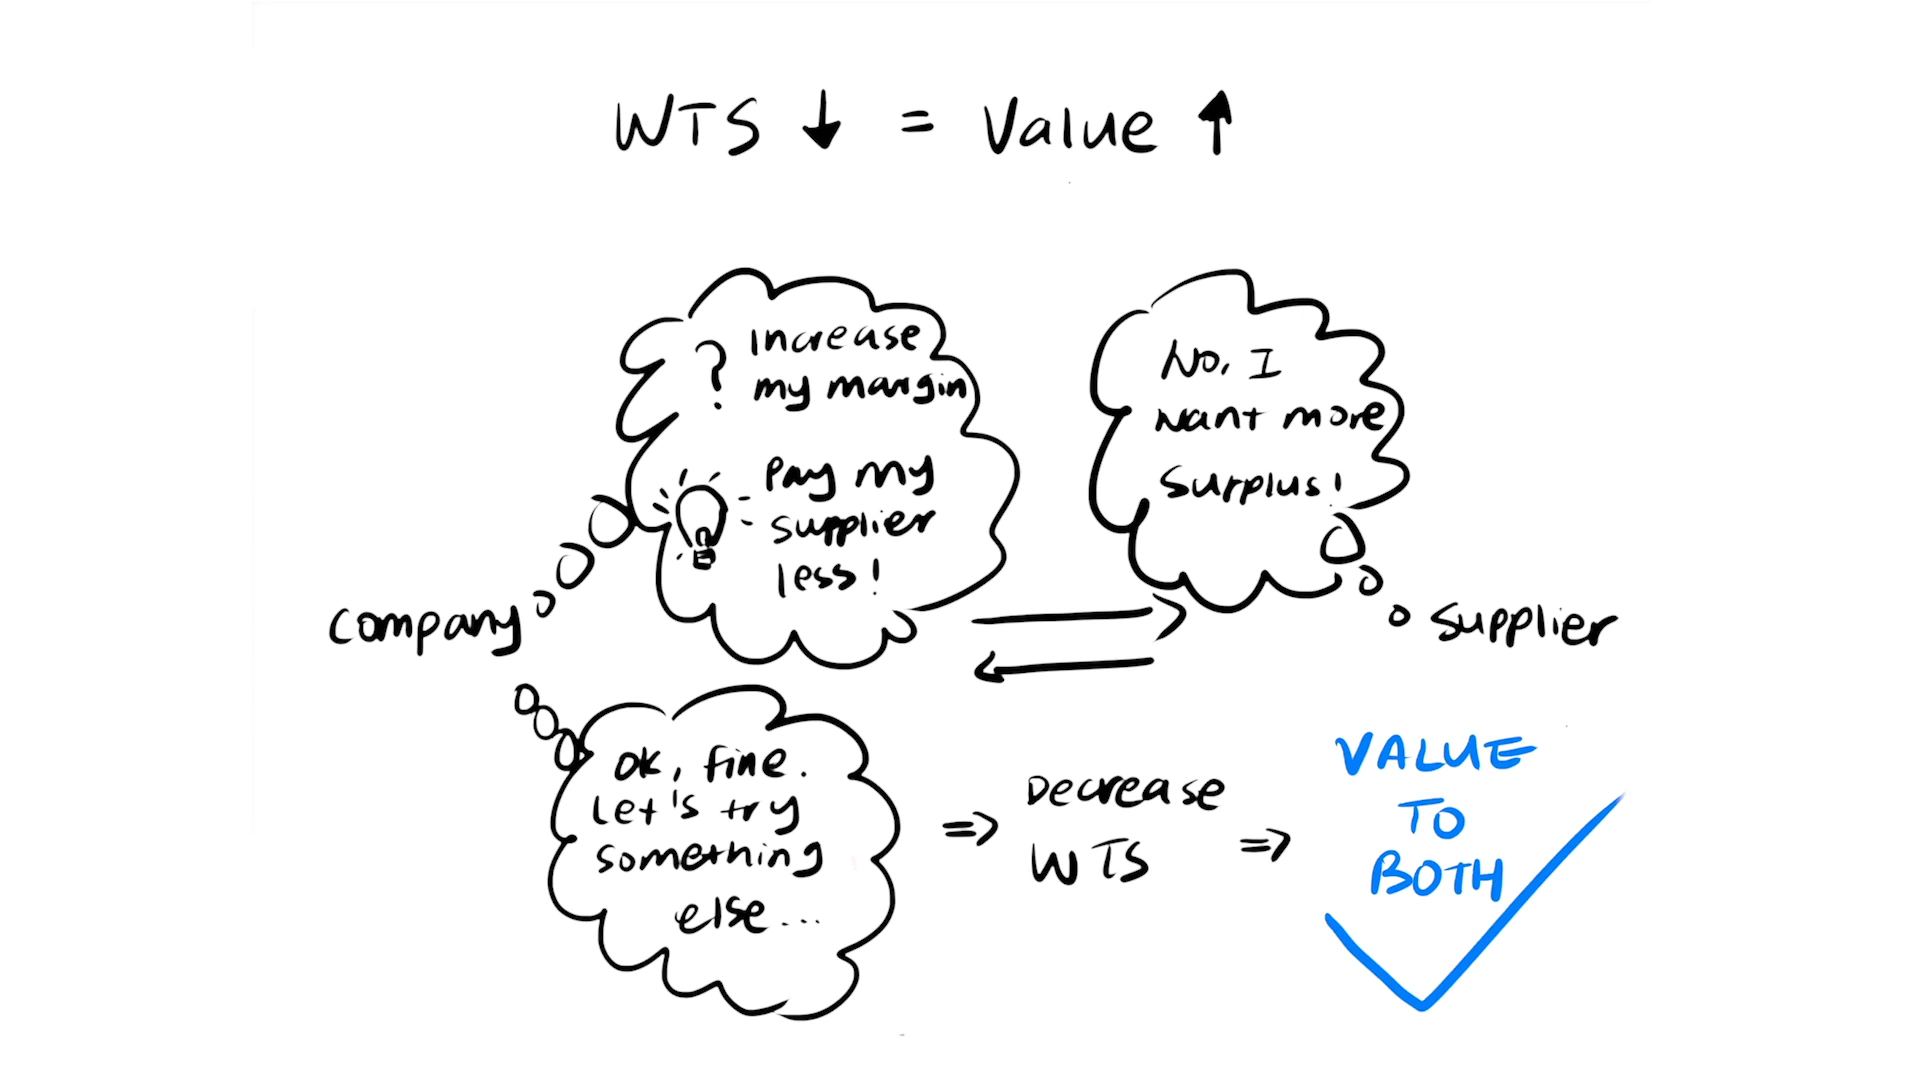 WTS ↓ = Value ↑
? Increase
my margin
Pay my
supplier
less!
No, I
want more
surplus!
company
supplier
OK, fine.
Let's try
something
else...
=> Decrease
WTS =>
VALUE
TO
BOTH